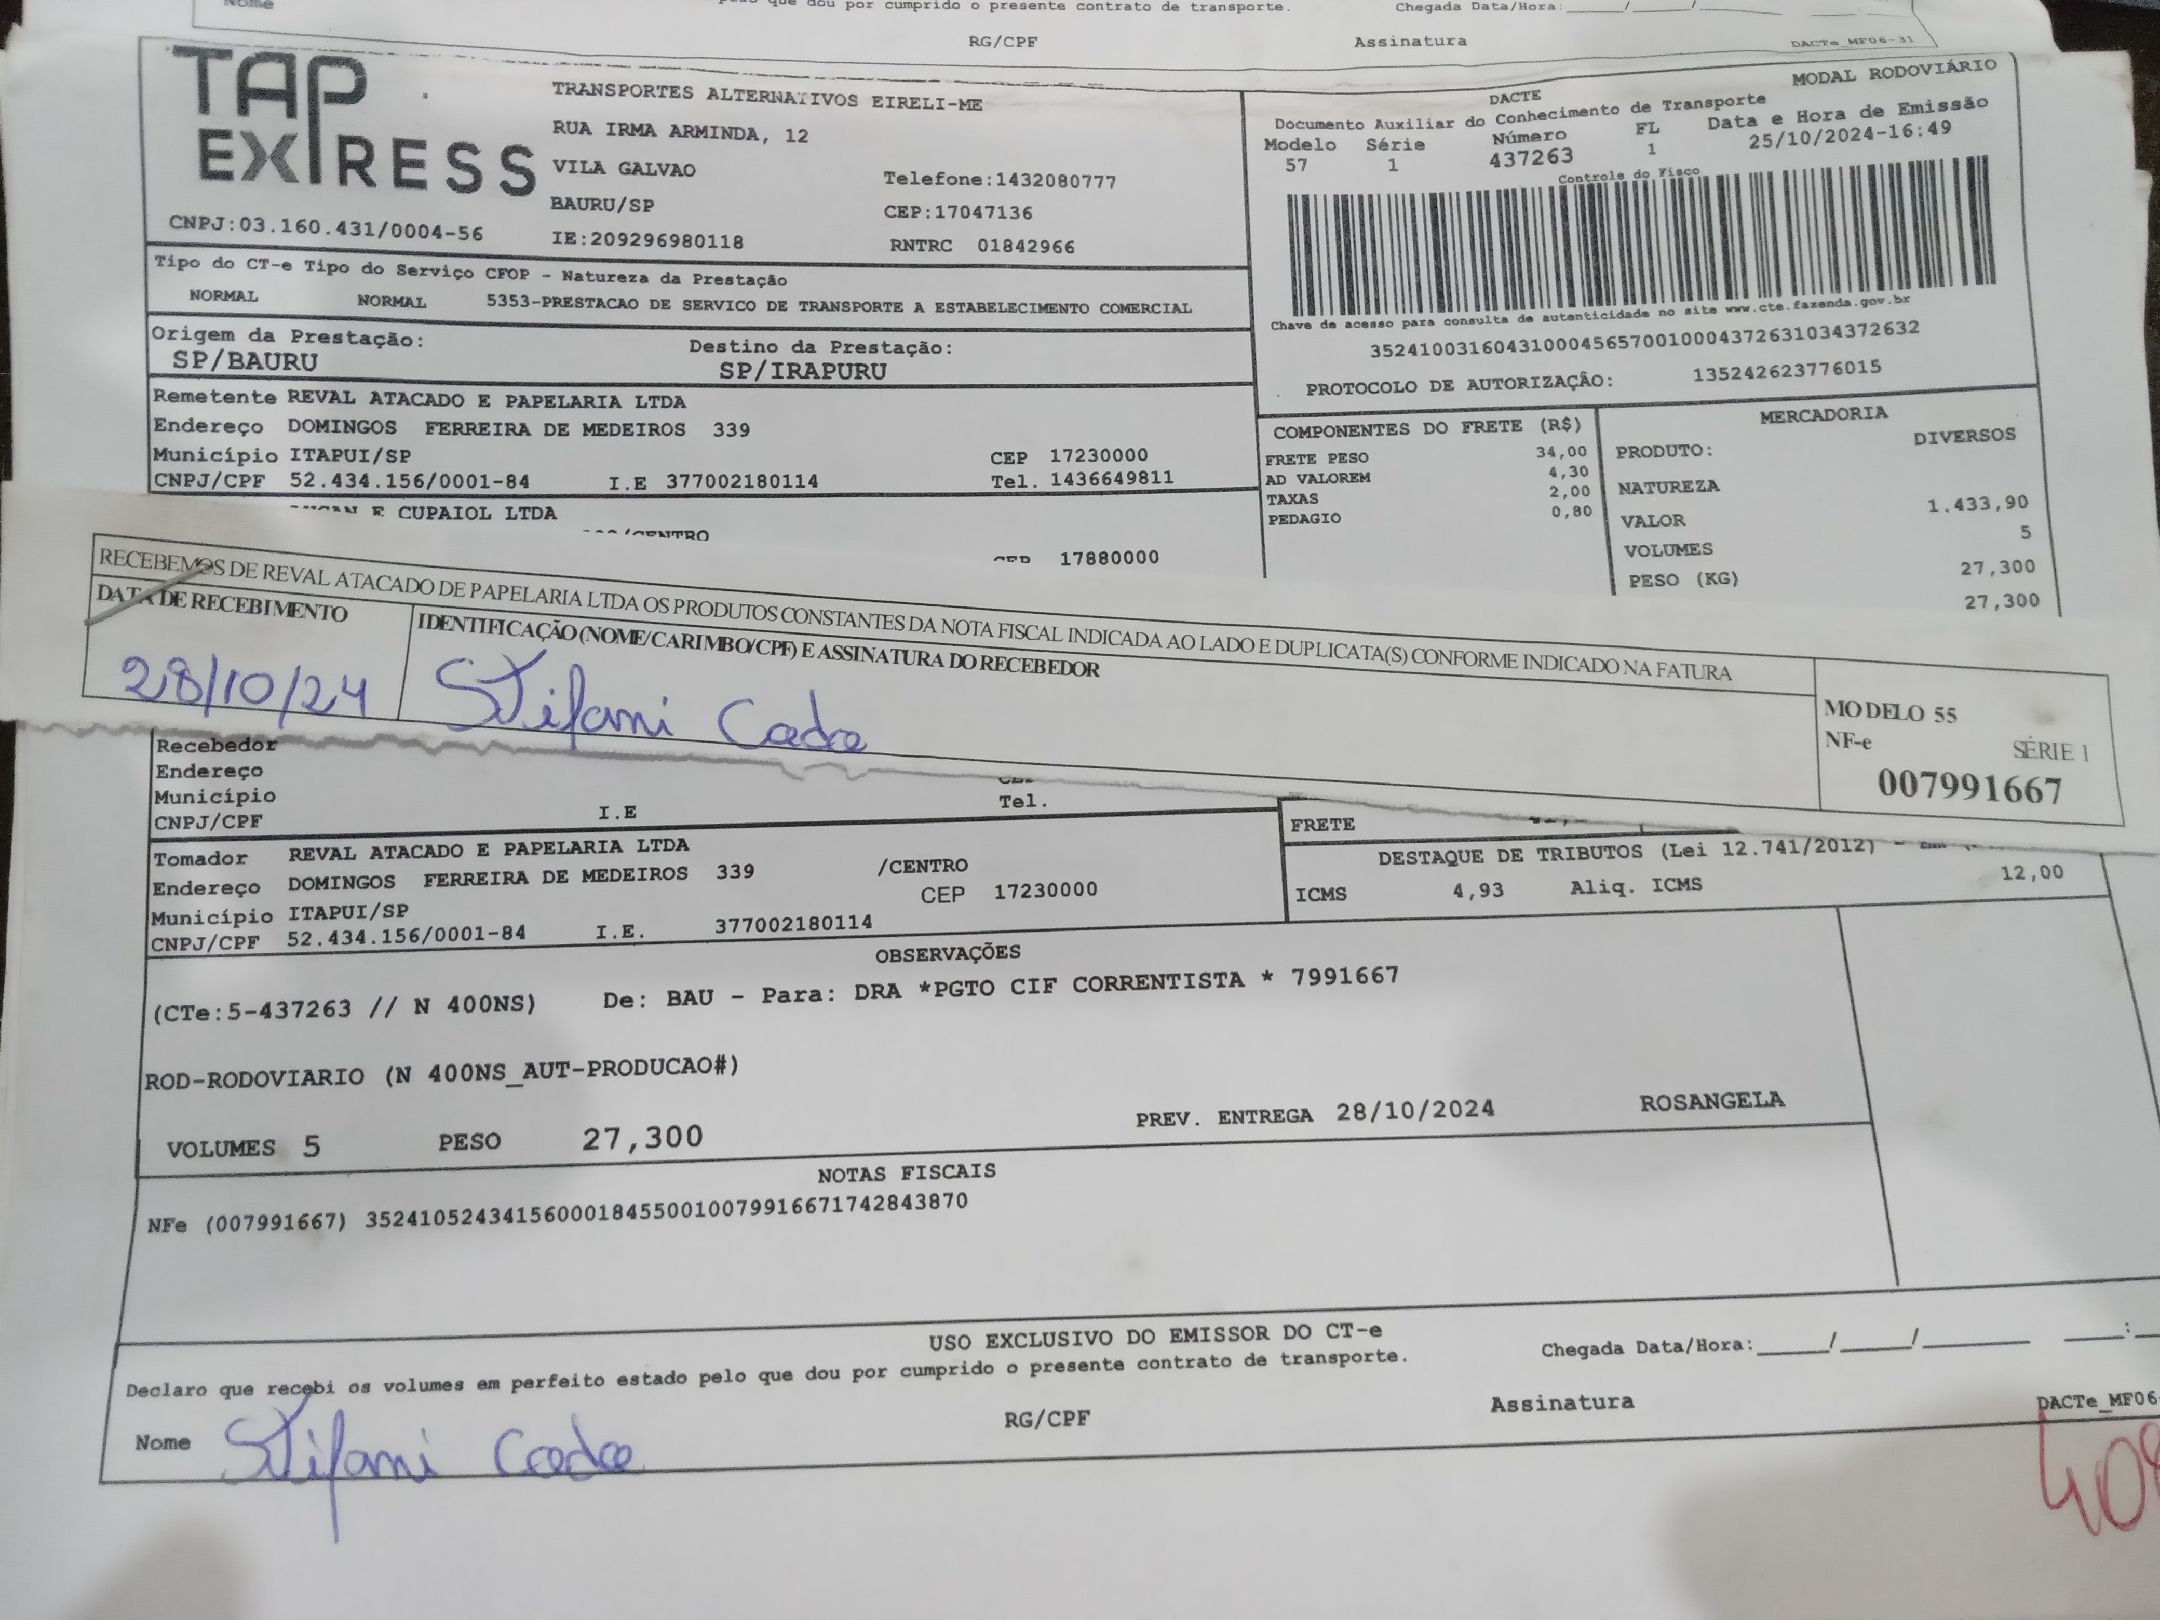 que dou por cumprido o presente contrato de transporte.
Chegada Data/Hora:____/____/____
RG/CPF
Assinatura
DACTe_MF06-31
TAP EXPRESS
CNPJ:03.160.431/0004-56
TRANSPORTES ALTERNATIVOS EIRELI-ME
RUA IRMA ARMINDA, 12
VILA GALVAO
Telefone:1432080777
BAURU/SP
CEP:17047136
IE:209296980118
RNTRC 01842966
MODAL RODOVIÁRIO
DACTE
Documento Auxiliar do Conhecimento de Transporte
Modelo Série Número FL Data e Hora de Emissão
57 1 437263 1 25/10/2024-16:49
Controle do Fisco
Chave de acesso para consulta de autenticidade no site www.cte.fazenda.gov.br
35241003160431000456570010004372631034372632
PROTOCOLO DE AUTORIZAÇÃO: 135242623776015
Tipo do CT-e Tipo do Serviço CFOP - Natureza da Prestação
NORMAL NORMAL 5353-PRESTACAO DE SERVICO DE TRANSPORTE A ESTABELECIMENTO COMERCIAL
Origem da Prestação: Destino da Prestação:
SP/BAURU SP/IRAPURU
Remetente REVAL ATACADO E PAPELARIA LTDA
Endereço DOMINGOS FERREIRA DE MEDEIROS 339
Município ITAPUI/SP CEP 17230000
CNPJ/CPF 52.434.156/0001-84 I.E 377002180114 Tel. 1436649811
E CUPAIOL LTDA
/CENTRO
CEP 17880000
COMPONENTES DO FRETE (R$)
FRETE PESO 34,00
AD VALOREM 4,30
TAXAS 2,00
PEDAGIO 0,80
MERCADORIA
PRODUTO: DIVERSOS
NATUREZA
VALOR 1.433,90
VOLUMES 5
PESO (KG) 27,300
27,300
RECEBEMOS DE REVAL ATACADO DE PAPELARIA LTDA OS PRODUTOS CONSTANTES DA NOTA FISCAL INDICADA AO LADO E DUPLICATA(S) CONFORME INDICADO NA FATURA
DATA DE RECEBIMENTO
IDENTIFICAÇÃO (NOME/CARIMBO/CPF) E ASSINATURA DO RECEBEDOR
28/10/24
Stifani Cadca
MODELO 55
NF-e SÉRIE 1
007991667
Recebedor
Endereço
Município
CNPJ/CPF I.E Tel.
Tomador REVAL ATACADO E PAPELARIA LTDA
Endereço DOMINGOS FERREIRA DE MEDEIROS 339 /CENTRO
Município ITAPUI/SP CEP 17230000
CNPJ/CPF 52.434.156/0001-84 I.E. 377002180114
FRETE
DESTAQUE DE TRIBUTOS (Lei 12.741/2012)
ICMS 4,93 Aliq. ICMS 12,00
OBSERVAÇÕES
(CTe:5-437263 // N 400NS) De: BAU - Para: DRA *PGTO CIF CORRENTISTA * 7991667
ROD-RODOVIARIO (N 400NS_AUT-PRODUCAO#)
VOLUMES 5 PESO 27,300 PREV. ENTREGA 28/10/2024 ROSANGELA
NOTAS FISCAIS
NFe (007991667) 35241052434156000184550010079916671742843870
USO EXCLUSIVO DO EMISSOR DO CT-e
Declaro que recebi os volumes em perfeito estado pelo que dou por cumprido o presente contrato de transporte.
Chegada Data/Hora:____/____/____ __:
Nome Stifani Cadca
RG/CPF
Assinatura
DACTe_MF06-